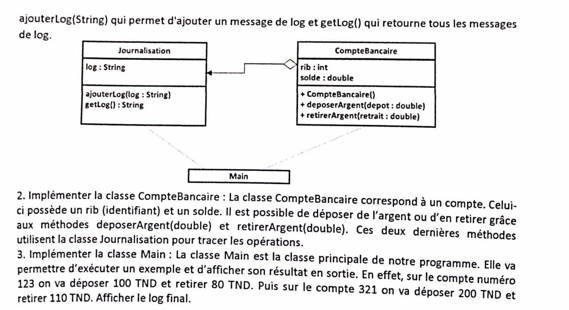 ajouterLog(String) qui permet d'ajouter un message de log et getLog() qui retourne tous les messages
de log.
Journalisation
log : String
ajouterLog(log : String)
getLog() : String
CompteBancaire
rib : int
solde : double
+ CompteBancaire()
+ deposerArgent(depot : double)
+ retirerArgent(retrait : double)
Main
2. Implémenter la classe CompteBancaire : La classe CompteBancaire correspond à un compte. Celui-
ci possède un rib (identifiant) et un solde. Il est possible de déposer de l'argent ou d'en retirer grâce
aux méthodes deposerArgent(double) et retirerArgent(double). Ces deux dernières méthodes
utilisent la classe Journalisation pour tracer les opérations.
3. Implémenter la classe Main : La classe Main est la classe principale de notre programme. Elle va
permettre d'exécuter un exemple et d'afficher son résultat en sortie. En effet, sur le compte numéro
123 on va déposer 100 TND et retirer 80 TND. Puis sur le compte 321 on va déposer 200 TND et
retirer 110 TND. Afficher le log final.